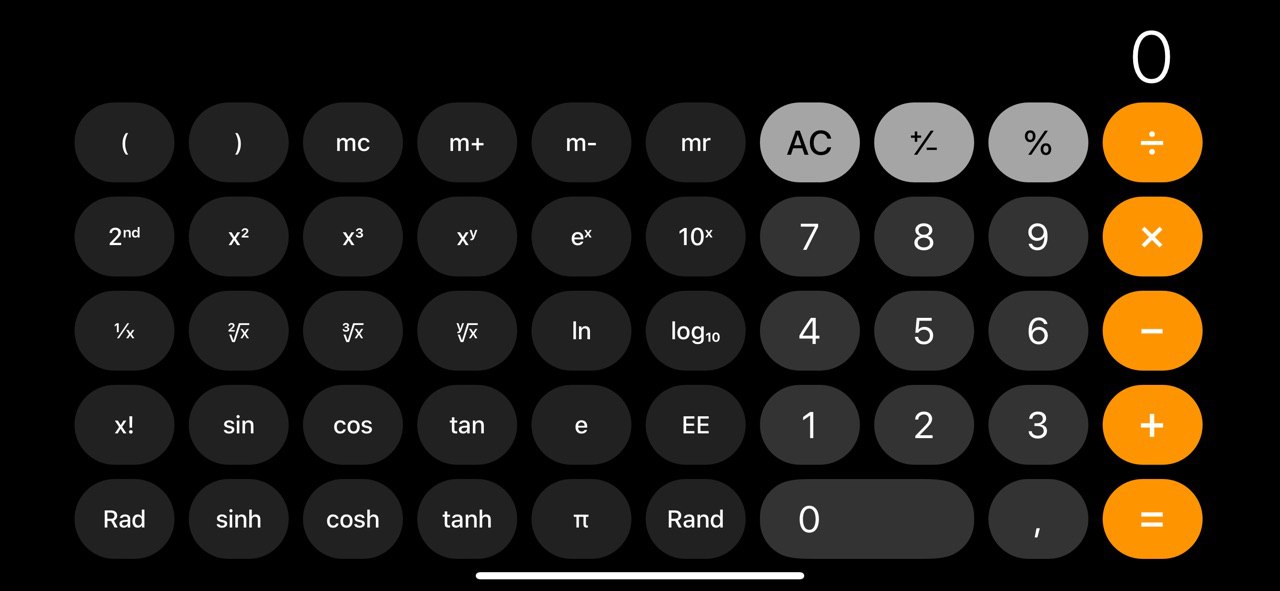 0
( ) mc m+ m- mr AC +/− % ÷
2ⁿᵈ x² x³ xʸ eˣ 10ˣ 7 8 9 ×
¹⁄x ²√x ³√x ʸ√x ln log₁₀ 4 5 6 −
x! sin cos tan e EE 1 2 3 +
Rad sinh cosh tanh π Rand 0 , =